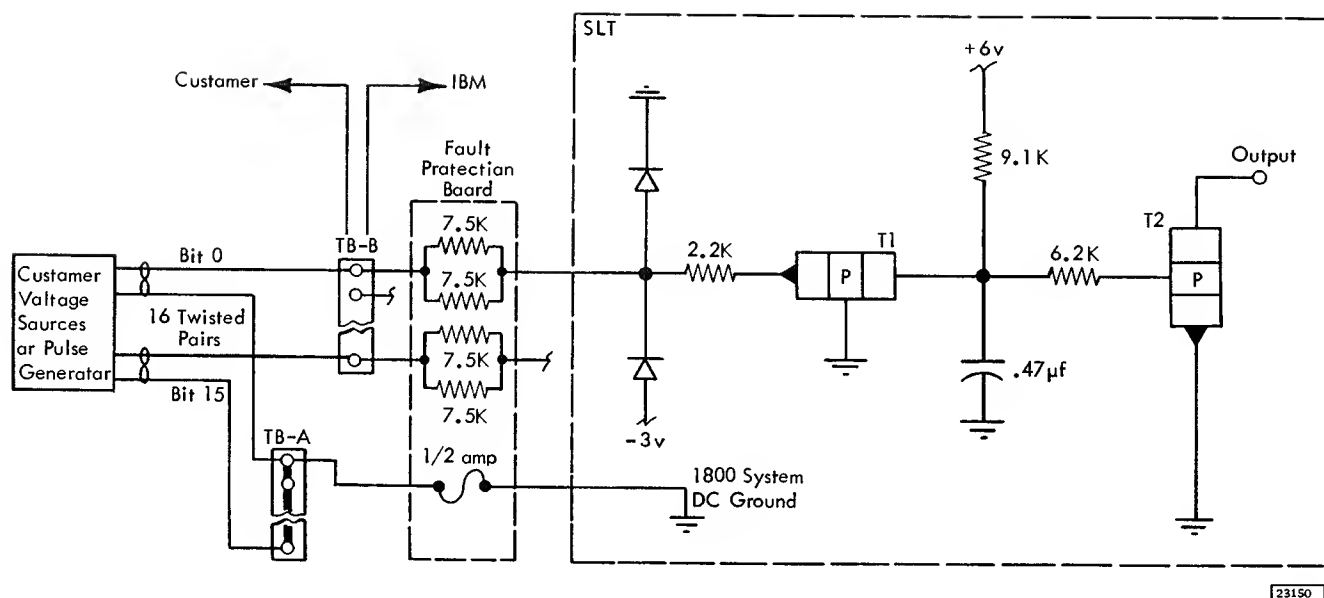 SLT
+6v
Custamer
IBM
Fault
Pratection
Baard
9.1K
Output
7.5K
TB-B
T1
T2
2.2K
6.2K
Bit 0
P
P
Custamer
Valtage
Saurces
ar Pulse
Generatar
7.5K
16 Twisted
Pairs
7.5K
.47µf
Bit 15
7.5K
-3v
TB-A
1/2 amp
1800 System
DC Ground
23150